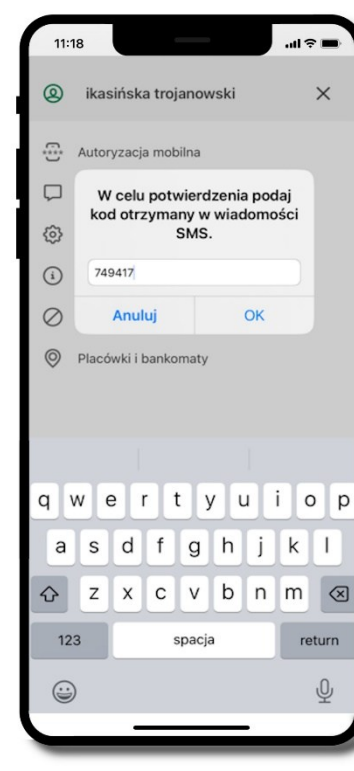 11:18
ikasińska trojanowski
Autoryzacja mobilna
W celu potwierdzenia podaj
kod otrzymany w wiadomości
SMS.
749417
Anuluj OK
Placówki i bankomaty
q w e r t y u i o p
a s d f g h j k l
z x c v b n m
123 spacja return